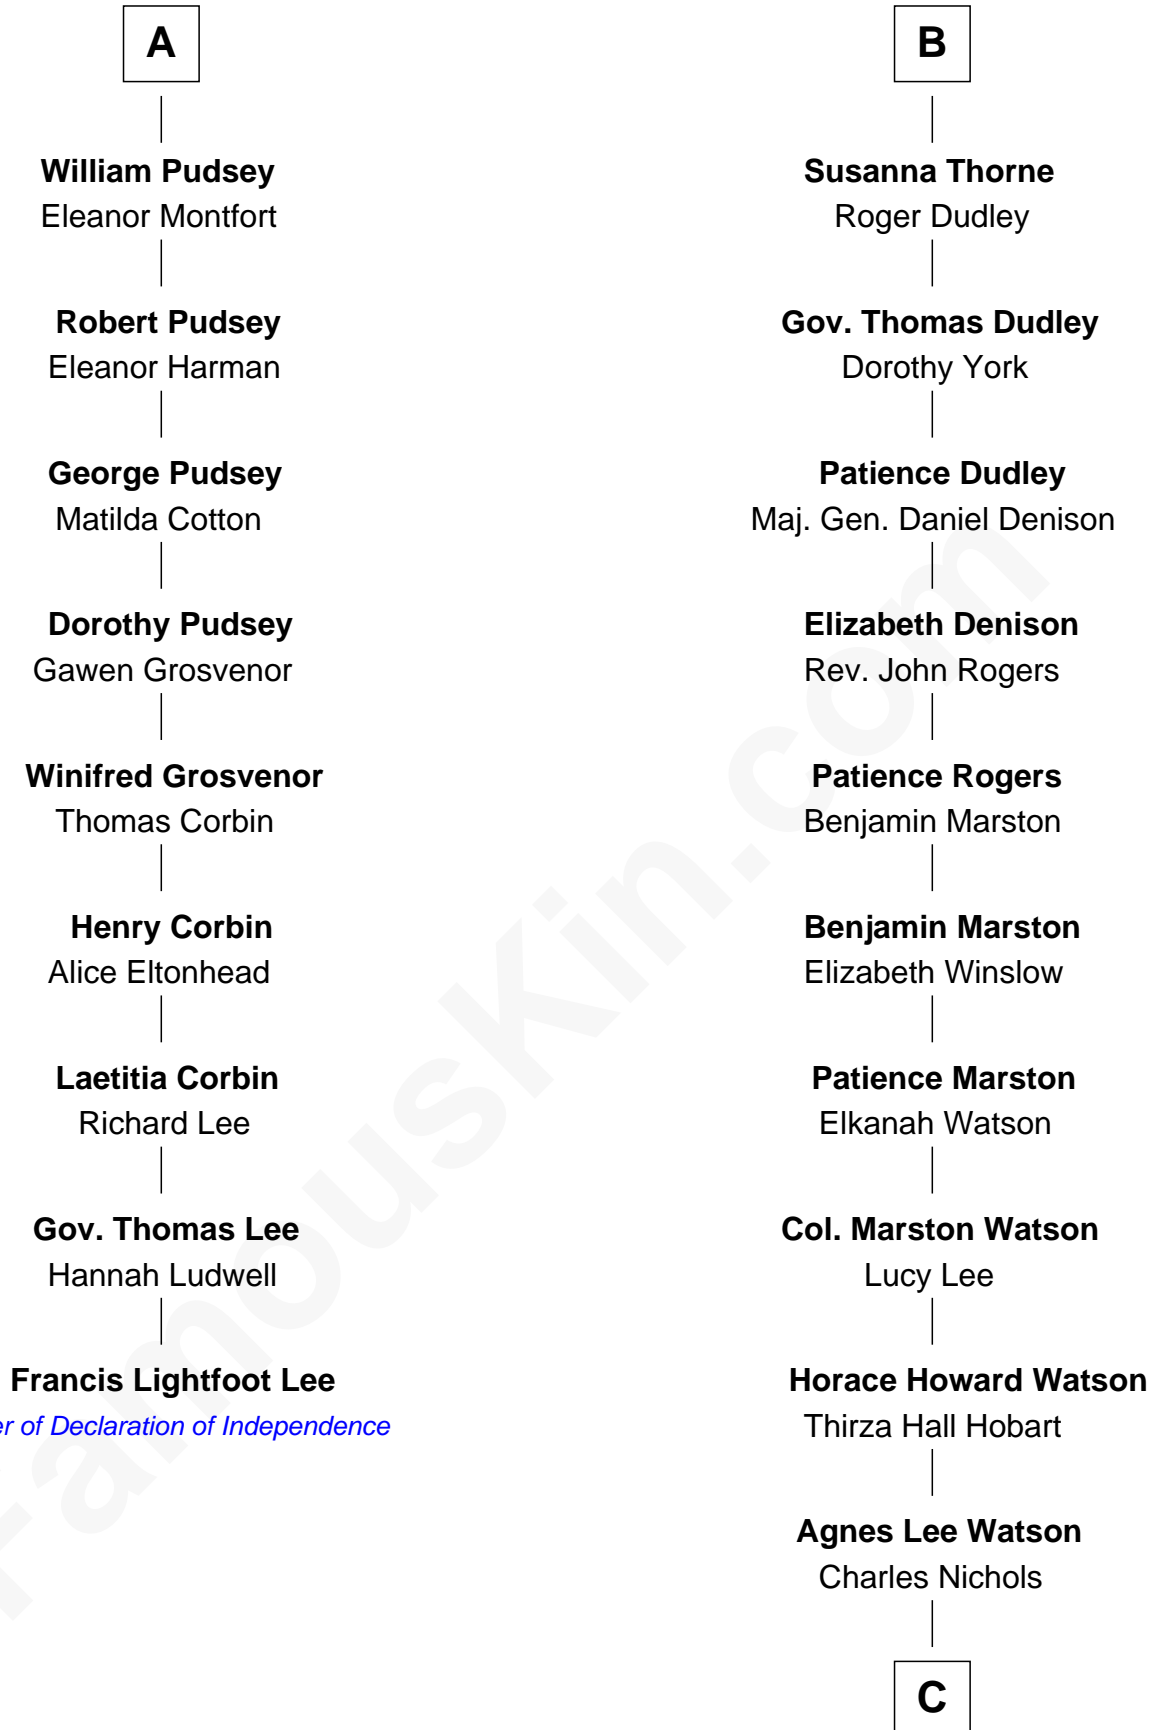 A
William Pudsey
Eleanor Montfort
Robert Pudsey
Eleanor Harman
George Pudsey
Matilda Cotton
Dorothy Pudsey
Gawen Grosvenor
Winifred Grosvenor
Thomas Corbin
Henry Corbin
Alice Eltonhead
Laetitia Corbin
Richard Lee
Gov. Thomas Lee
Hannah Ludwell
Francis Lightfoot Lee
er of Declaration of Independence
B
Susanna Thorne
Roger Dudley
Gov. Thomas Dudley
Dorothy York
Patience Dudley
Maj. Gen. Daniel Denison
Elizabeth Denison
Rev. John Rogers
Patience Rogers
Benjamin Marston
Benjamin Marston
Elizabeth Winslow
Patience Marston
Elkanah Watson
Col. Marston Watson
Lucy Lee
Horace Howard Watson
Thirza Hall Hobart
Agnes Lee Watson
Charles Nichols
C
FamousKin.com